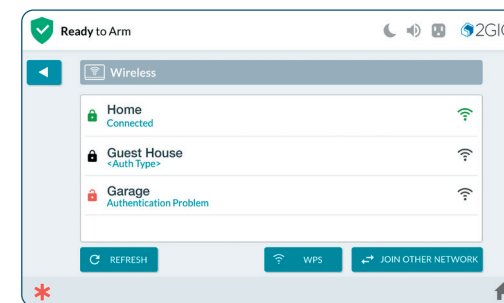 Ready to Arm
2GIG
Wireless
Home
Connected
Guest House
<Auth Type>
Garage
Authentication Problem
REFRESH
WPS
JOIN OTHER NETWORK